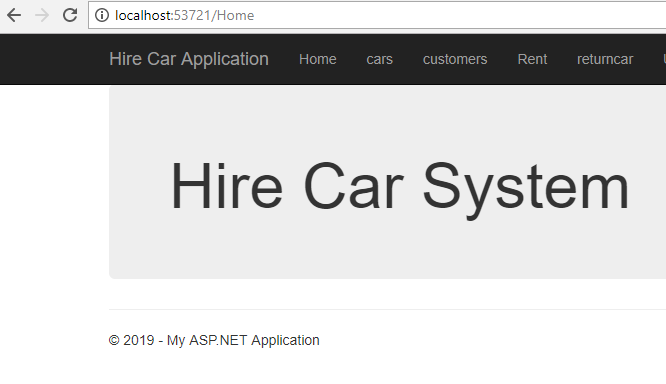 localhost:53721/Home
Hire Car Application Home cars customers Rent returncar
Hire Car System
© 2019 - My ASP.NET Application